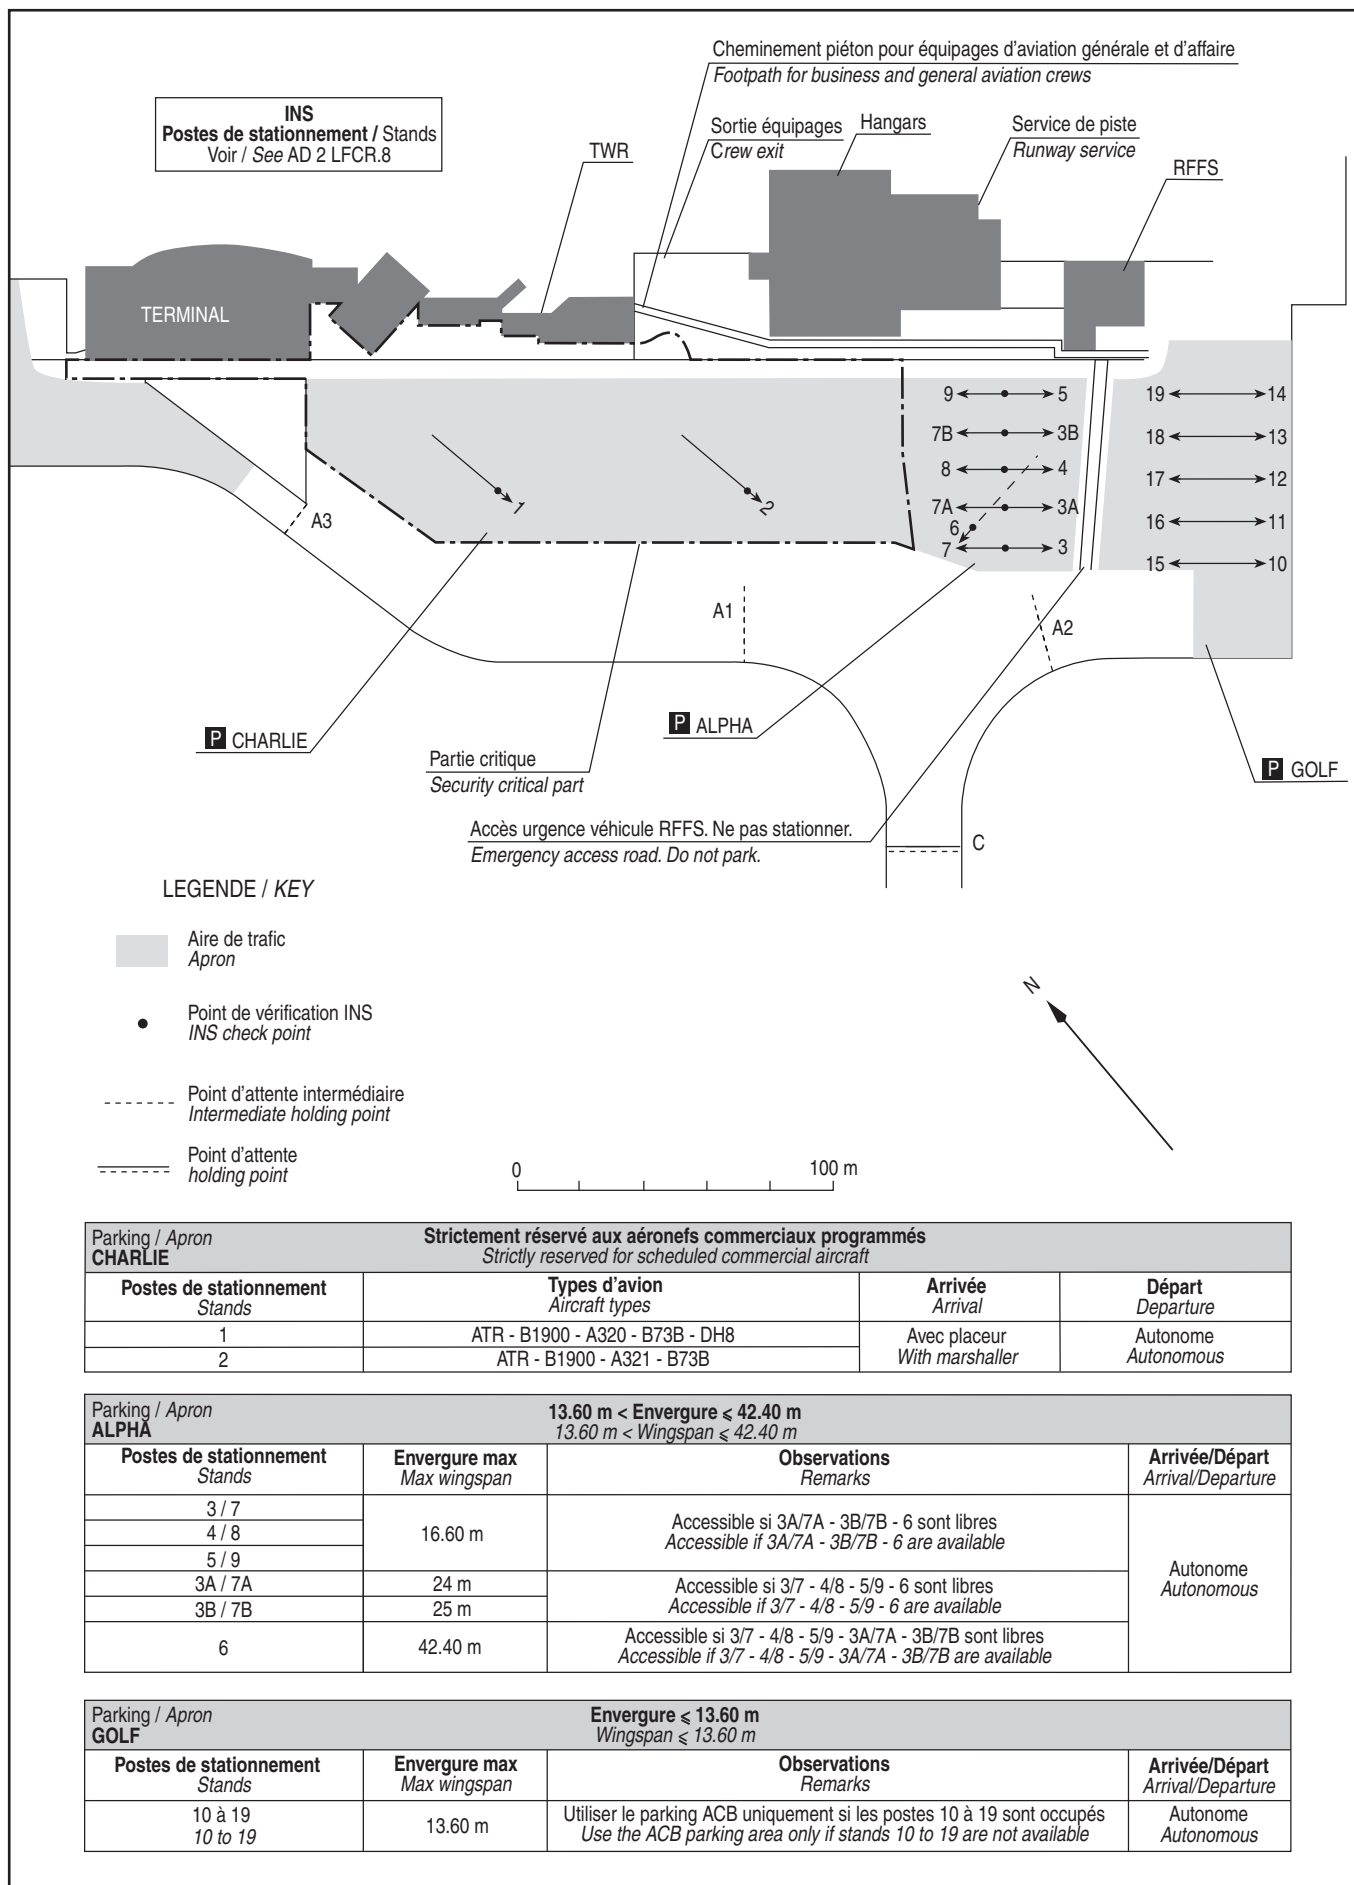 Cheminement piéton pour équipages d'aviation générale et d'affaire
Footpath for business and general aviation crews
INS
Postes de stationnement / Stands
Voir / See AD 2 LFCR.8
TWR
Sortie équipages
Crew exit
Hangars
Service de piste
Runway service
RFFS
TERMINAL
9 5
7B 3B
8 4
7A 3A
6
7 3
19 14
18 13
17 12
16 11
15 10
1
2
A3
A1
A2
P CHARLIE
P ALPHA
P GOLF
Partie critique
Security critical part
Accès urgence véhicule RFFS. Ne pas stationner.
Emergency access road. Do not park.
C
LEGENDE / KEY
Aire de trafic
Apron
Point de vérification INS
INS check point
Point d'attente intermédiaire
Intermediate holding point
Point d'attente
holding point
N
0 100 m
Parking / Apron
CHARLIE
Strictement réservé aux aéronefs commerciaux programmés
Strictly reserved for scheduled commercial aircraft
Postes de stationnement
Stands
Types d'avion
Aircraft types
Arrivée
Arrival
Départ
Departure
1
ATR - B1900 - A320 - B73B - DH8
2
ATR - B1900 - A321 - B73B
Avec placeur
With marshaller
Autonome
Autonomous
Parking / Apron
ALPHA
13.60 m < Envergure ⩽ 42.40 m
13.60 m < Wingspan ⩽ 42.40 m
Postes de stationnement
Stands
Envergure max
Max wingspan
Observations
Remarks
Arrivée/Départ
Arrival/Departure
3 / 7
4 / 8
5 / 9
16.60 m
Accessible si 3A/7A - 3B/7B - 6 sont libres
Accessible if 3A/7A - 3B/7B - 6 are available
3A / 7A
24 m
3B / 7B
25 m
Accessible si 3/7 - 4/8 - 5/9 - 6 sont libres
Accessible if 3/7 - 4/8 - 5/9 - 6 are available
6
42.40 m
Accessible si 3/7 - 4/8 - 5/9 - 3A/7A - 3B/7B sont libres
Accessible if 3/7 - 4/8 - 5/9 - 3A/7A - 3B/7B are available
Autonome
Autonomous
Parking / Apron
GOLF
Envergure ⩽ 13.60 m
Wingspan ⩽ 13.60 m
Postes de stationnement
Stands
Envergure max
Max wingspan
Observations
Remarks
Arrivée/Départ
Arrival/Departure
10 à 19
10 to 19
13.60 m
Utiliser le parking ACB uniquement si les postes 10 à 19 sont occupés
Use the ACB parking area only if stands 10 to 19 are not available
Autonome
Autonomous